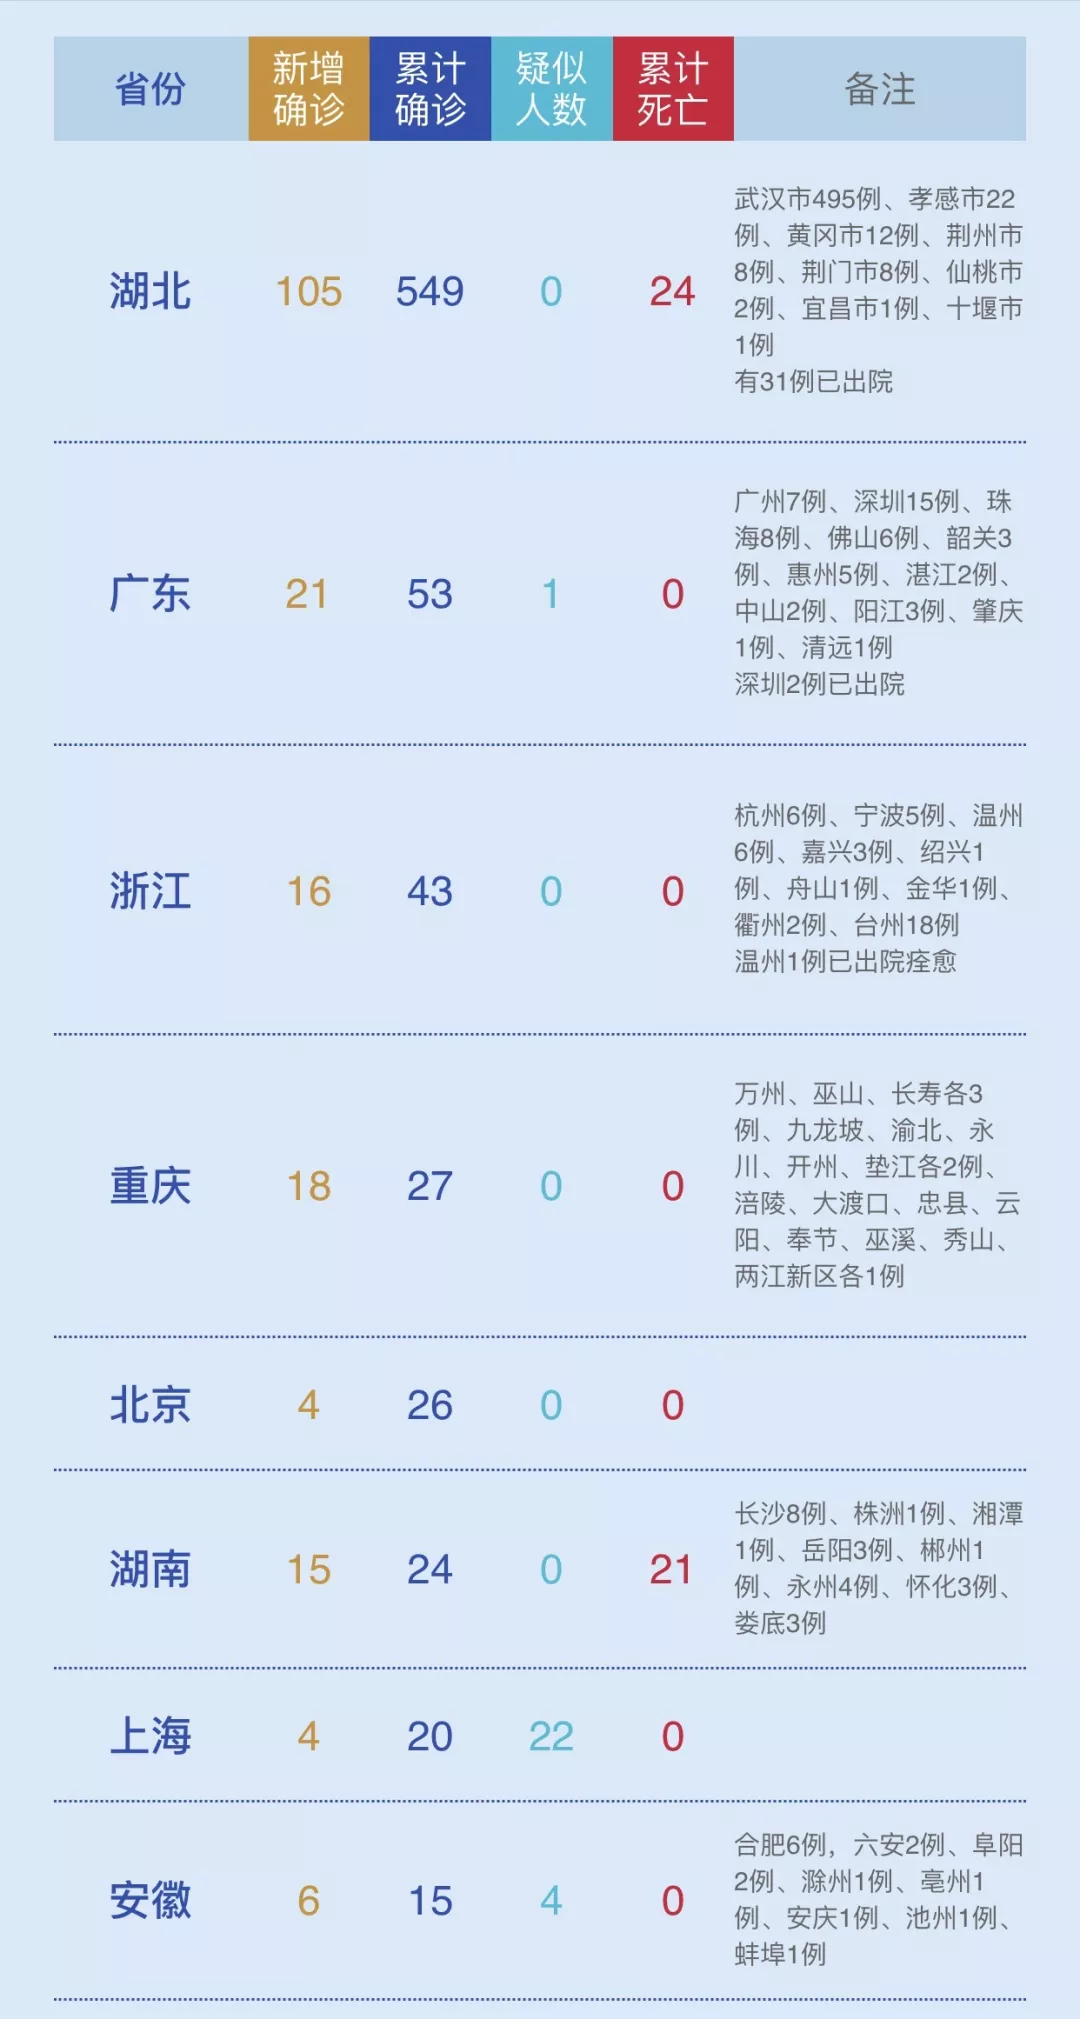 省份
新增
确诊
累计
确诊
疑似
人数
累计
死亡
备注
湖北
105
549
0
24
武汉市495例、孝感市22
例、黄冈市12例、荆州市
8例、荆门市8例、仙桃市
2例、宜昌市1例、十堰市
1例
有31例已出院
广东
21
53
1
0
广州7例、深圳15例、珠
海8例、佛山6例、韶关3
例、惠州5例、湛江2例、
中山2例、阳江3例、肇庆
1例、清远1例
深圳2例已出院
浙江
16
43
0
0
杭州6例、宁波5例、温州
6例、嘉兴3例、绍兴1
例、舟山1例、金华1例、
衢州2例、台州18例
温州1例已出院痊愈
重庆
18
27
0
0
万州、巫山、长寿各3
例、九龙坡、渝北、永
川、开州、垫江各2例、
涪陵、大渡口、忠县、云
阳、奉节、巫溪、秀山、
两江新区各1例
北京
4
26
0
0
湖南
15
24
0
21
长沙8例、株洲1例、湘潭
1例、岳阳3例、郴州1
例、永州4例、怀化3例、
娄底3例
上海
4
20
22
0
安徽
6
15
4
0
合肥6例，六安2例、阜阳
2例、滁州1例、亳州1
例、安庆1例、池州1例、
蚌埠1例